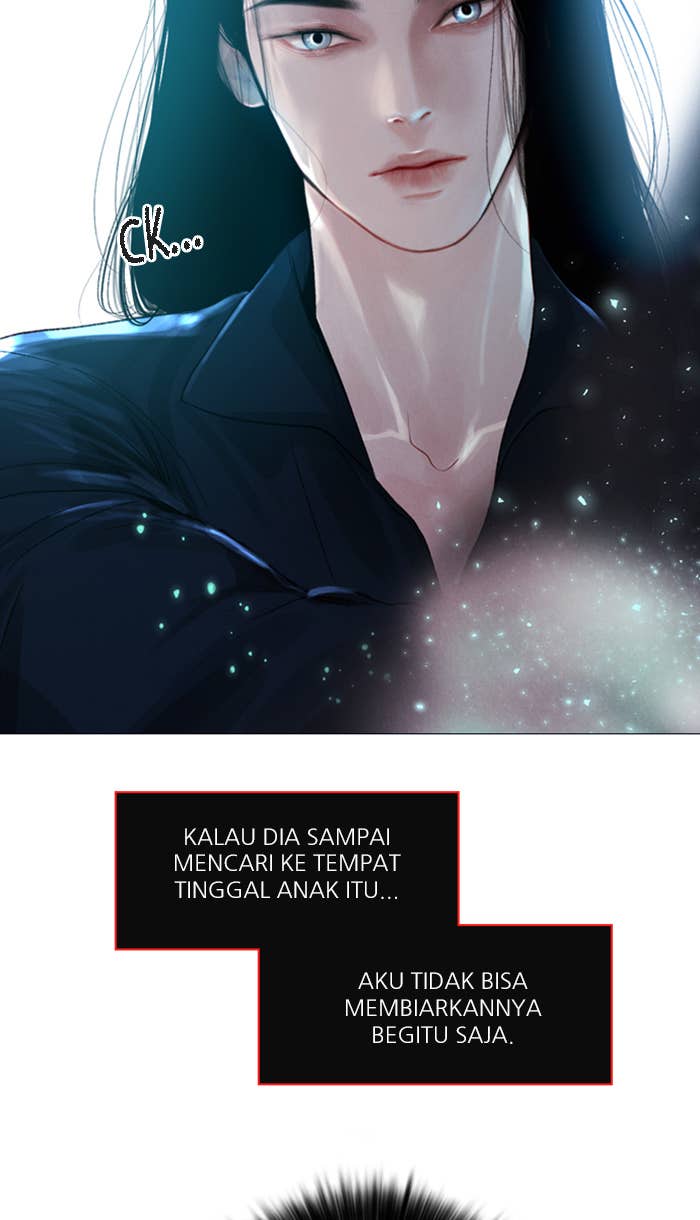 CK...
KALAU DIA SAMPAI
MENCARI KE TEMPAT
TINGGAL ANAK ITU...
AKU TIDAK BISA
MEMBIARKANNYA
BEGITU SAJA.